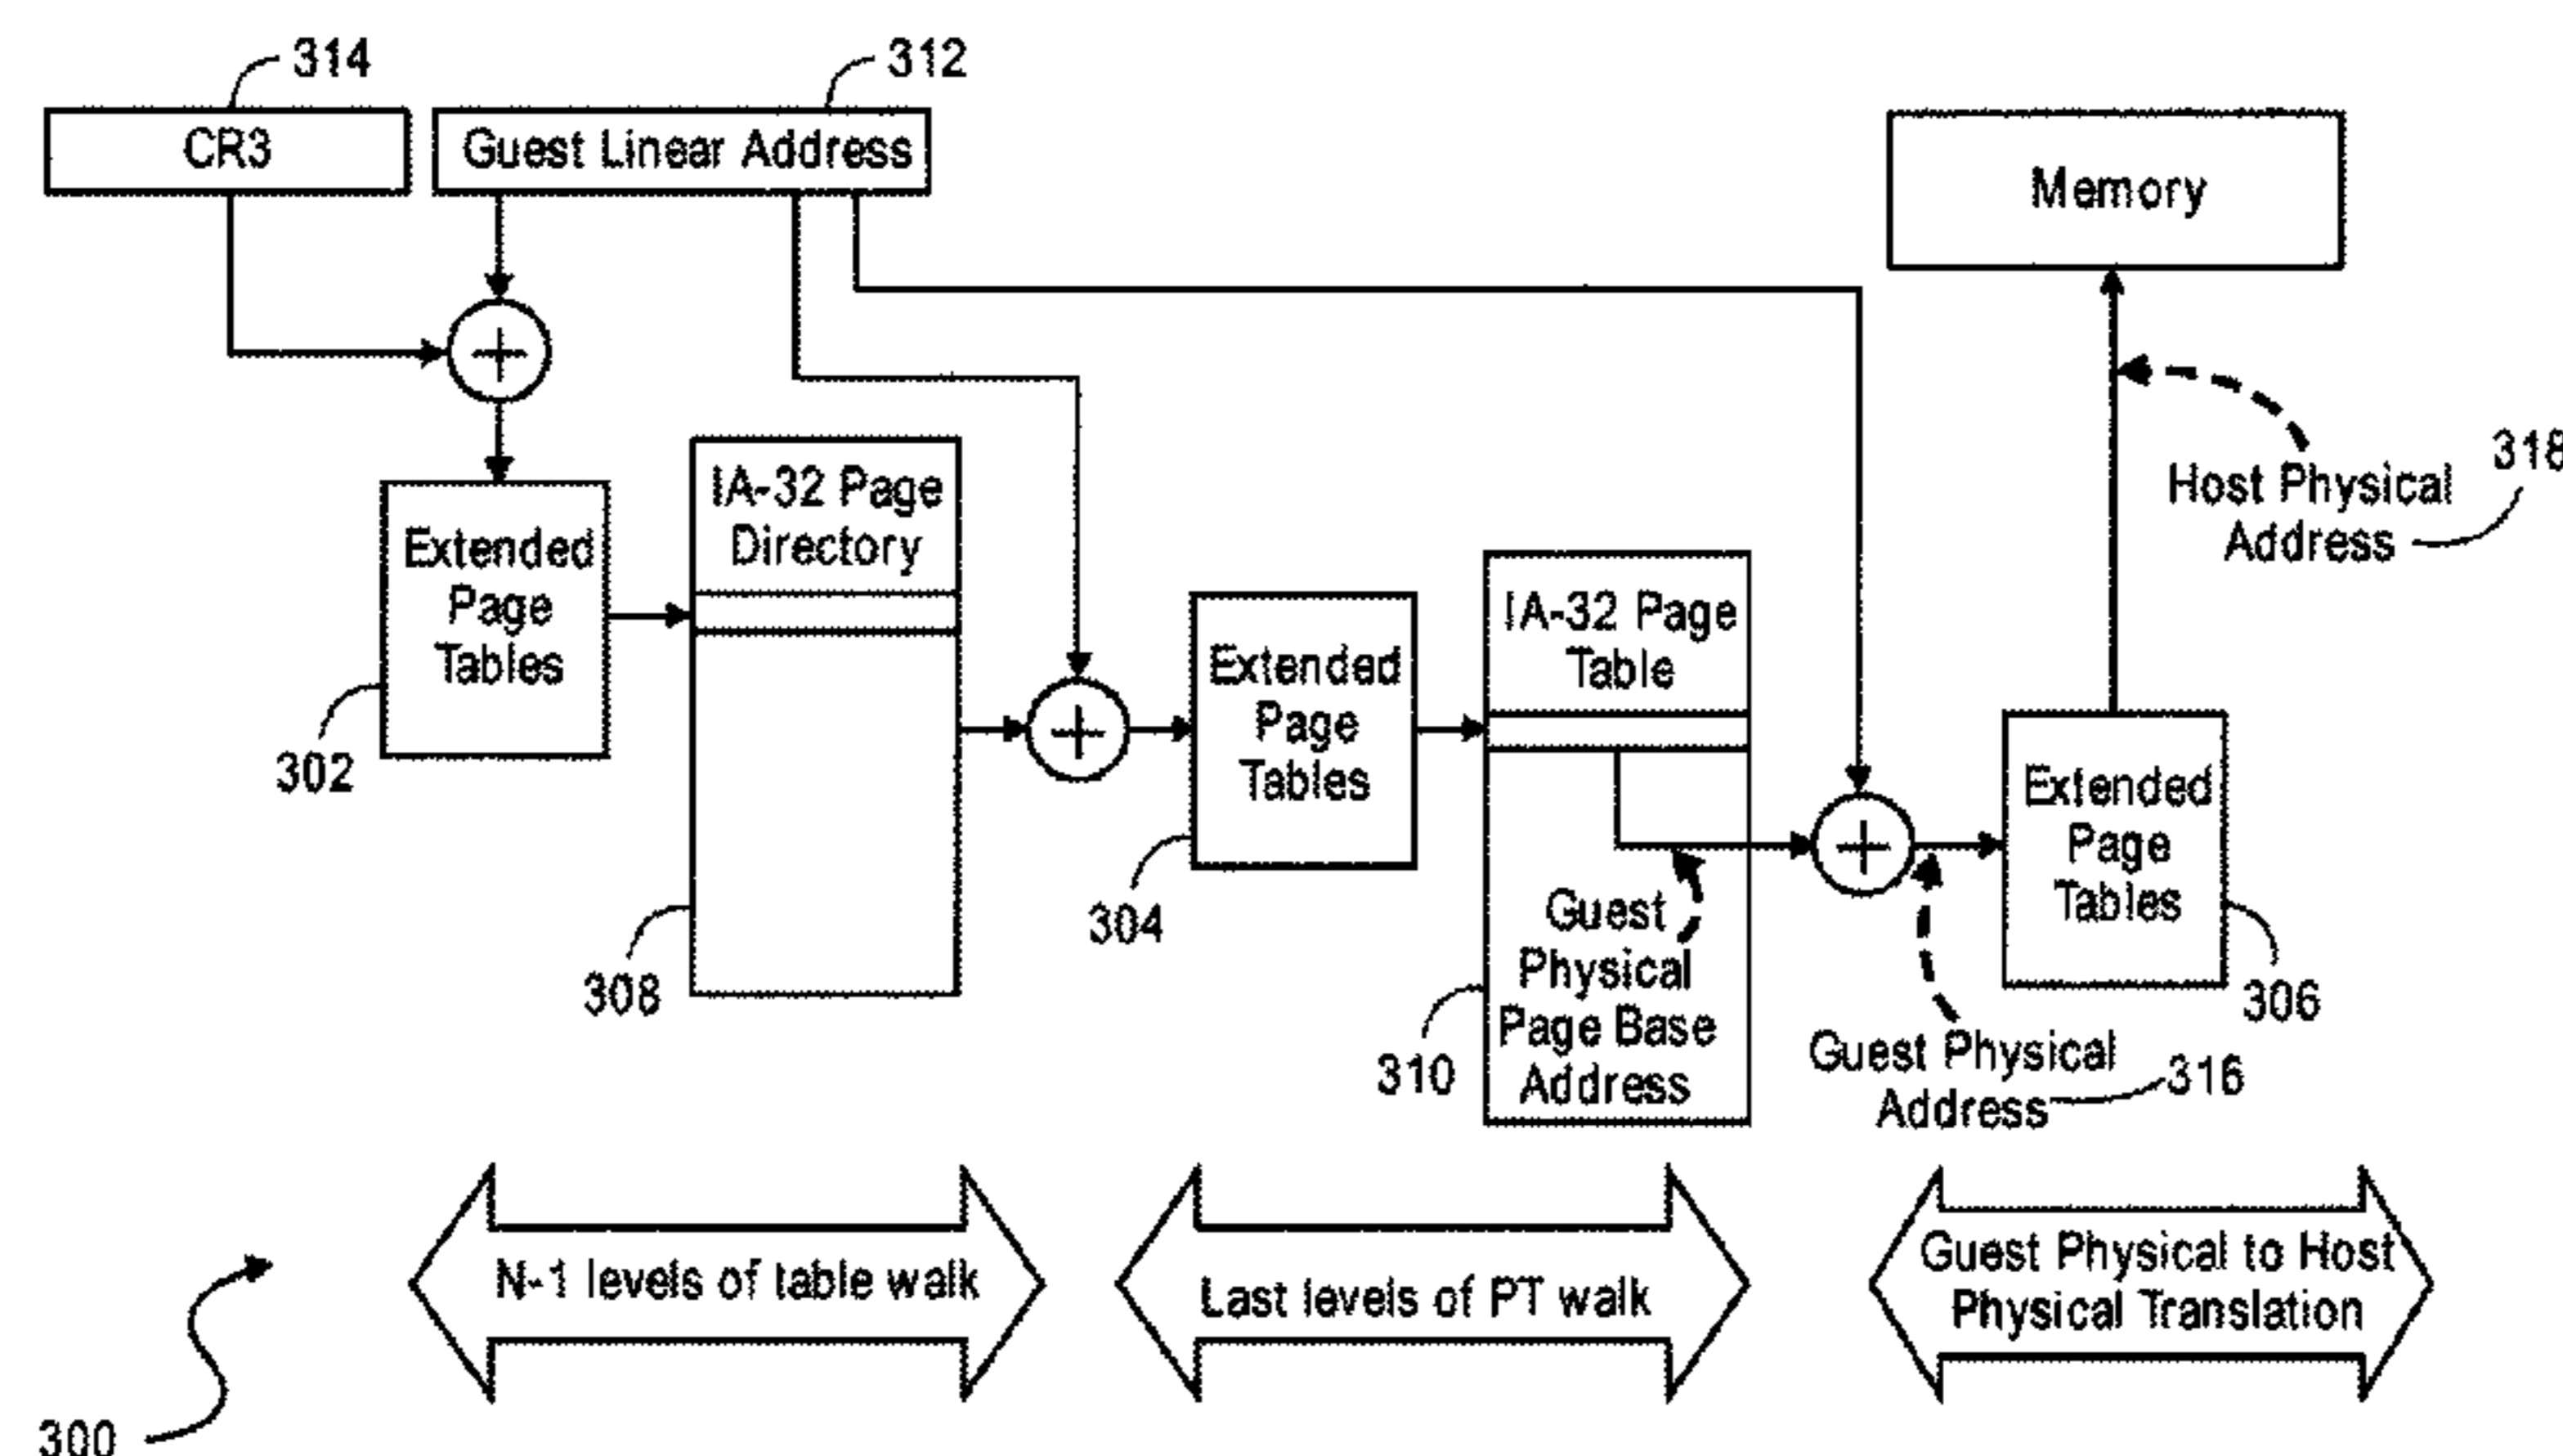 314
312
CR3
Guest Linear Address
Memory
318
Host Physical
Address
IA-32 Page
Directory
Extended
Page
Tables
302
308
Extended
Page
Tables
304
IA-32 Page
Table
Guest
Physical
Page Base
Address
310
Extended
Page
Tables
306
Guest Physical
Address
316
N-1 levels of table walk
Last levels of PT walk
Guest Physical to Host
Physical Translation
300